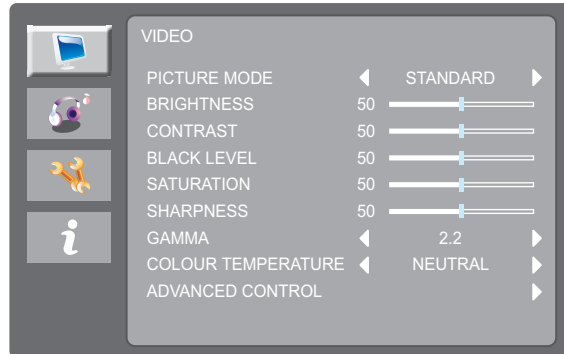 VIDEO
PICTURE MODE STANDARD
BRIGHTNESS 50
CONTRAST 50
BLACK LEVEL 50
SATURATION 50
SHARPNESS 50
GAMMA 2.2
COLOUR TEMPERATURE NEUTRAL
ADVANCED CONTROL